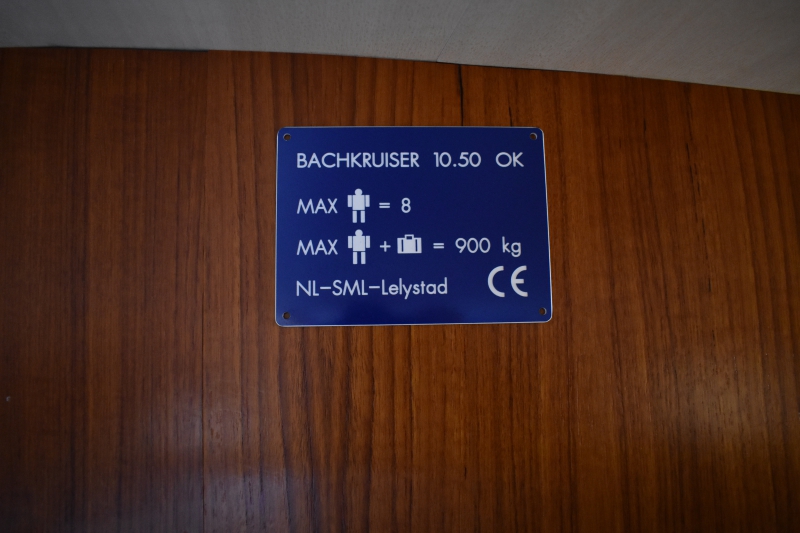 BACHKRUISER 10.50 OK
MAX = 8
MAX + = 900 kg
NL-SML-Lelystad CE